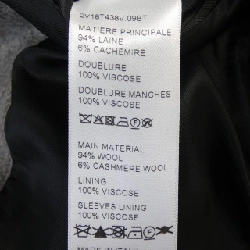 MATIÈRE PRINCIPALE
94% LAINE
6% CACHEMIRE
DOUBLURE
100% VISCOSE
DOUBLURE MANCHES
100% VISCOSE
MAIN MATERIAL
94% WOOL
6% CASHMERE WOOL
LINING
100% VISCOSE
SLEEVES LINING
100% VISCOSE